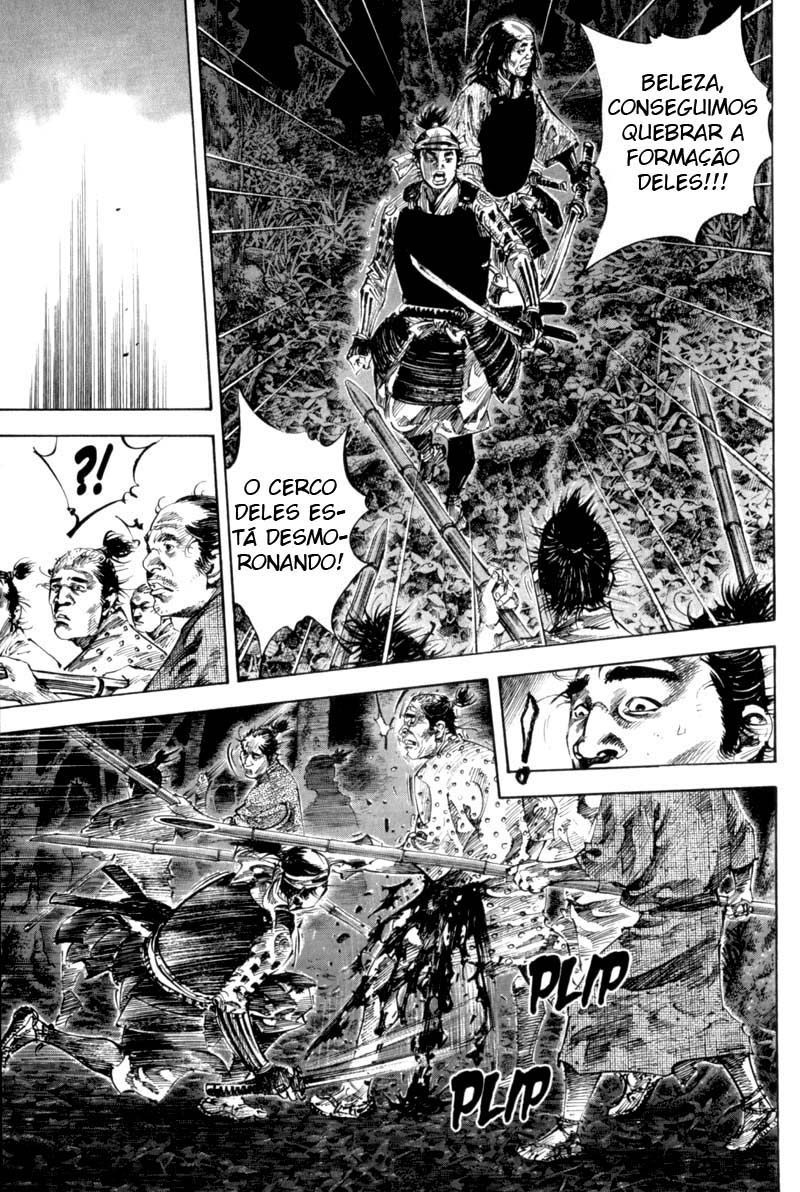 BELEZA,
CONSEGUIMOS
QUEBRAR A
FORMAÇÃO
DELES!!!
O CERCO
DELES ES-
TÁ DESMO-
RONANDO!
?!
!
PLIP
PLIP